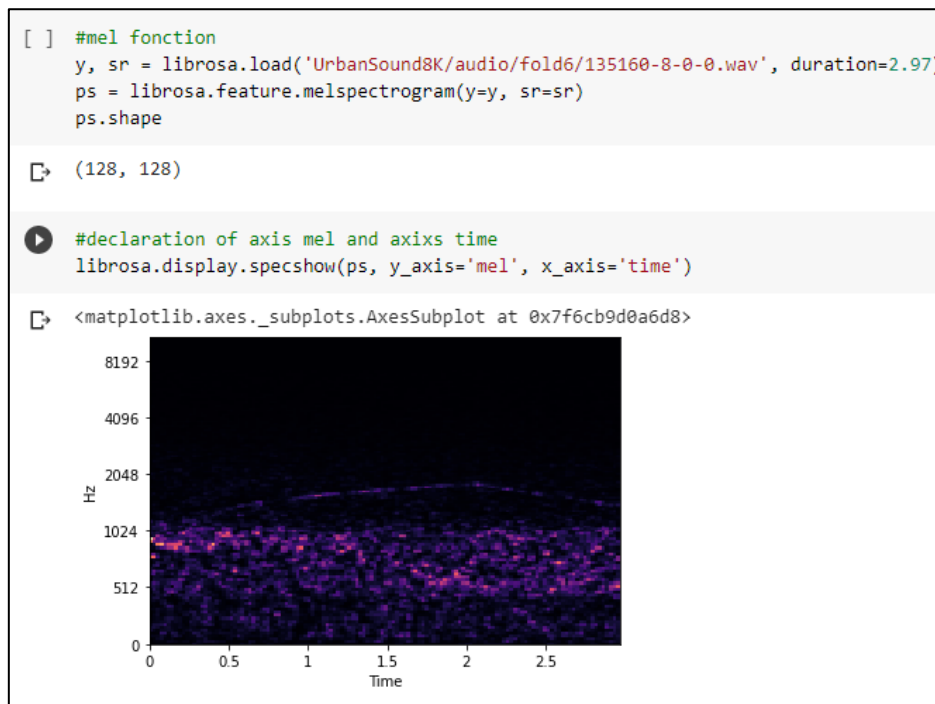 [ ] #mel fonction
y, sr = librosa.load('UrbanSound8K/audio/fold6/135160-8-0-0.wav', duration=2.97)
ps = librosa.feature.melspectrogram(y=y, sr=sr)
ps.shape
(128, 128)
#declaration of axis mel and axixs time
librosa.display.specshow(ps, y_axis='mel', x_axis='time')
<matplotlib.axes._subplots.AxesSubplot at 0x7f6cb9d0a6d8>
8192
4096
2048
Hz
1024
512
0
0 0.5 1 1.5 2 2.5
Time